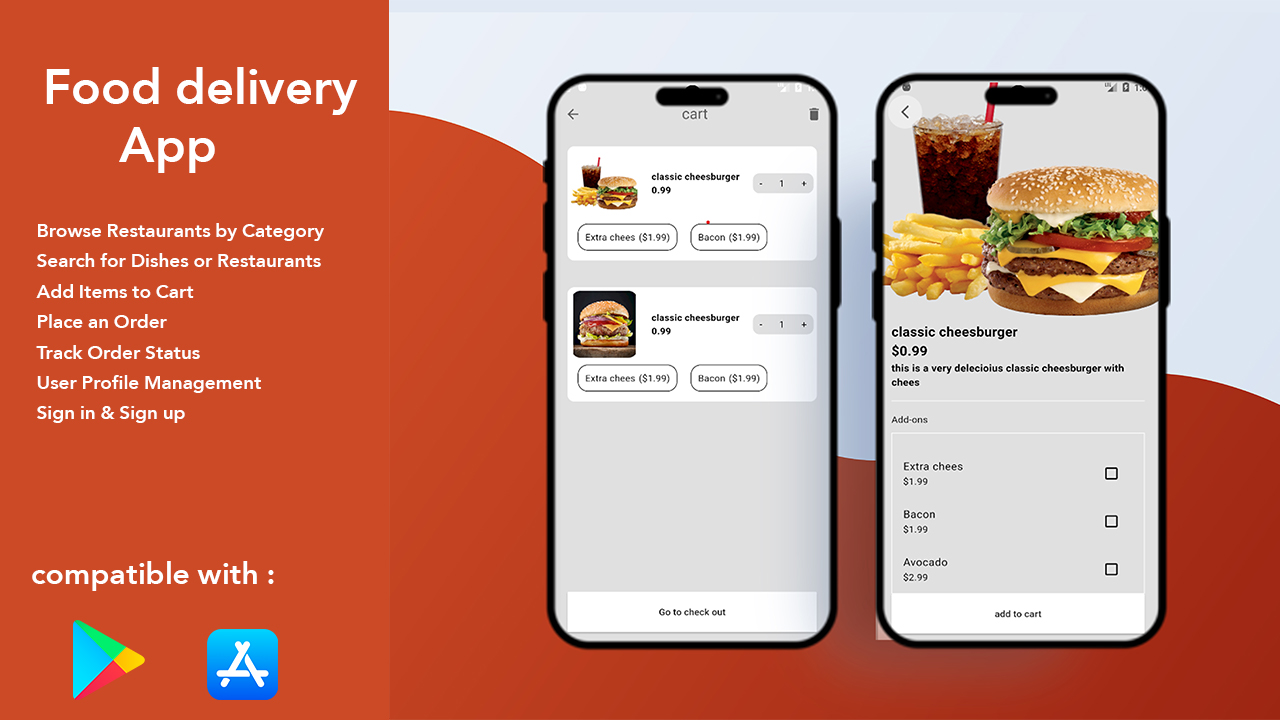 Food delivery
App
Browse Restaurants by Category
Search for Dishes or Restaurants
Add Items to Cart
Place an Order
Track Order Status
User Profile Management
Sign in & Sign up
compatible with :
cart
classic cheesburger
0.99
- 1 +
Extra chees ($1.99)
Bacon ($1.99)
classic cheesburger
0.99
- 1 +
Extra chees ($1.99)
Bacon ($1.99)
Go to check out
classic cheesburger
$0.99
this is a very delecioius classic cheesburger with
chees
Add-ons
Extra chees
$1.99
Bacon
$1.99
Avocado
$2.99
add to cart